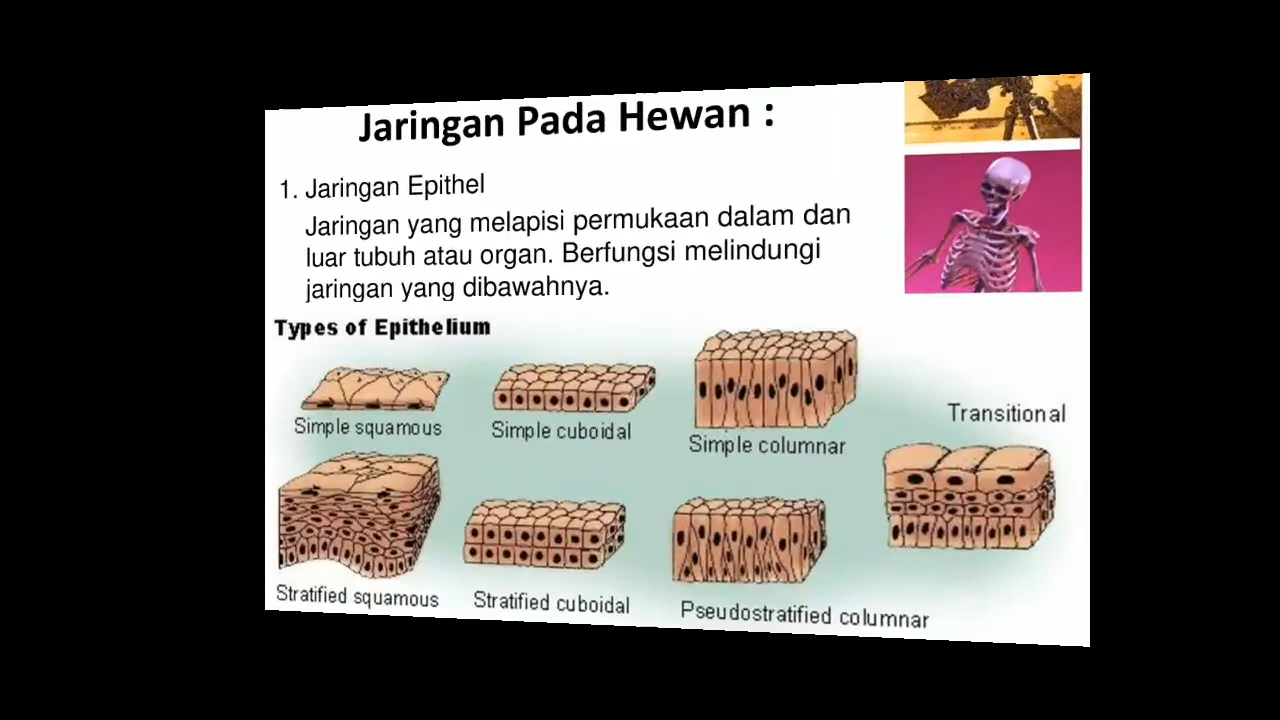 Jaringan Pada Hewan :
1. Jaringan Epithel
Jaringan yang melapisi permukaan dalam dan
luar tubuh atau organ. Berfungsi melindungi
jaringan yang dibawahnya.
Types of Epithelium
Simple squamous
Simple cuboidal
Simple columnar
Transitional
Stratified squamous
Stratified cuboidal
Pseudostratified columnar